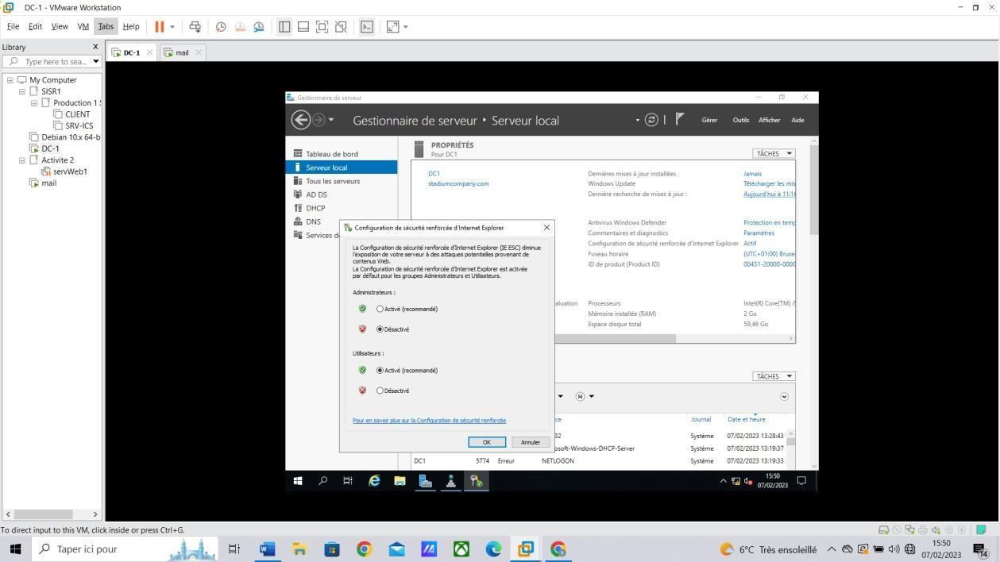 DC-1 - VMware Workstation
File Edit View VM Tabs Help
Library
Type here to sea...
My Computer
SISR1
Production 1
CLIENT
SRV-ICS
Debian 10.x 64-b
DC-1
Activite 2
servWeb1
mail
DC-1
mail
Gestionnaire de serveur
Gestionnaire de serveur ‣ Serveur local
Gérer Outils Afficher Aide
Tableau de bord
Serveur local
Tous les serveurs
AD DS
DHCP
DNS
Services d
PROPRIÉTÉS
Pour DC1
TÂCHES
DC1
stadiumcompany.com
Dernières mises à jour installées Jamais
Windows Update Télécharger les mis
Dernière recherche de mises à jour : Aujourd'hui à 11:1
Antivirus Windows Defender Protection en temp
Commentaires et diagnostics Paramètres
Configuration de sécurité renforcée d'Internet Explorer Actif
Fuseau horaire (UTC+01:00) Bruxe
ID de produit (Product ID) 00431-20000-0000
aluation Processeurs Intel(R) Core(TM) i5
Mémoire installée (RAM) 2 Go
Espace disque total 59,46 Go
Configuration de sécurité renforcée d'Internet Explorer
La Configuration de sécurité renforcée d'Internet Explorer (IE ESC) diminue
l'exposition de votre serveur à des attaques potentielles provenant de
contenus Web.
La Configuration de sécurité renforcée d'Internet Explorer est activée
par défaut pour les groupes Administrateurs et Utilisateurs.
Administrateurs :
Activé (recommandé)
Désactivé
Utilisateurs :
Activé (recommandé)
Désactivé
Pour en savoir plus sur la Configuration de sécurité renforcée
OK Annuler
TÂCHES
ce Journal Date et heure
32 Système 07/02/2023 13:28:43
osoft-Windows-DHCP-Server Système 07/02/2023 13:19:37
DC1 5774 Erreur NETLOGON Système 07/02/2023 13:19:33
15:50
07/02/2023
To direct input to this VM, click inside or press Ctrl+G.
Taper ici pour
6°C Très ensoleillé
15:50
07/02/2023
14